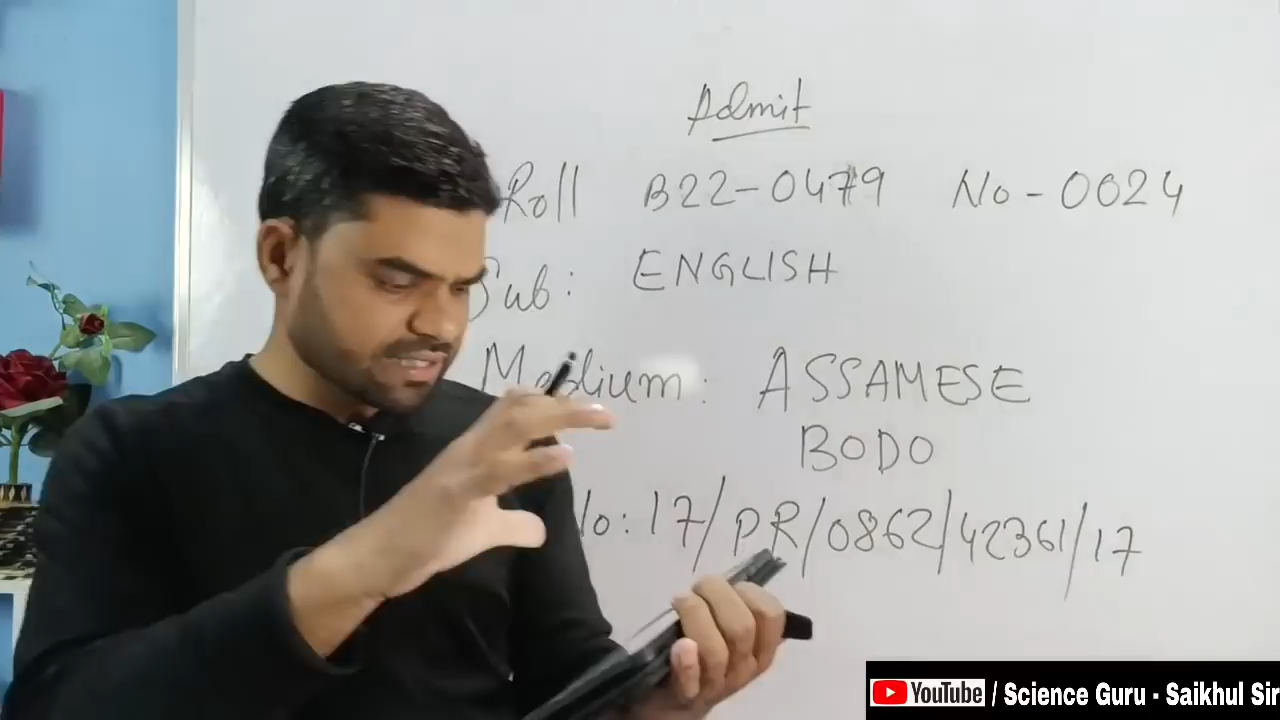 Admit
Roll B22-0479 No-0024
Sub: ENGLISH
Medium: ASSAMESE
BODO
No: 17/PR/0862/42361/17
YouTube / Science Guru - Saikhul Sir